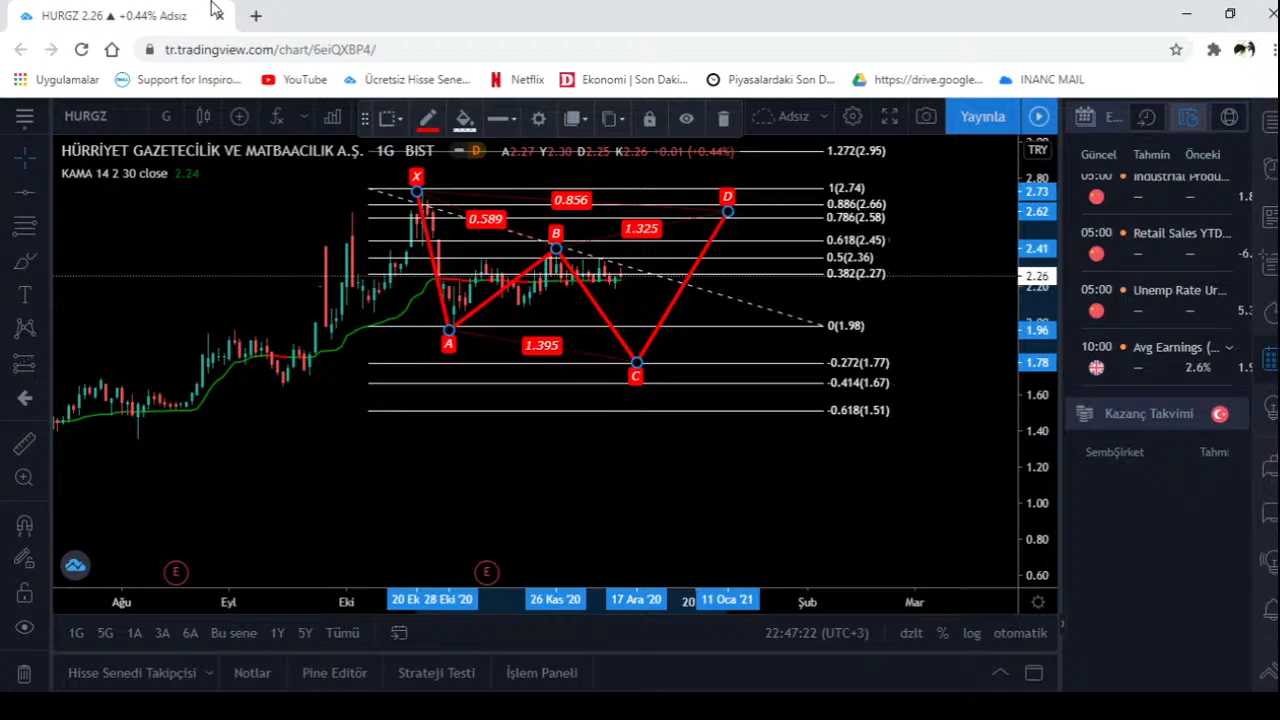 HURGZ 2.26 ▲ +0.44% Adsız
tr.tradingview.com/chart/6eiQXBP4/
Uygulamalar
Support for Inspiro...
YouTube
Ücretsiz Hisse Sene...
Netflix
Ekonomi | Son Daki...
Piyasalardaki Son D...
https://drive.google...
INANC MAIL
HURGZ
G
Adsız
Yayınla
E...
HÜRRİYET GAZETECİLİK VE MATBAACILIK A.Ş. 1G BIST
D
A2.27 Y2.30 D2.25 K2.26 +0.01 (+0.44%)
KAMA 14 2 30 close 2.24
TRY
1.272(2.95)
1(2.74)
0.886(2.66)
0.786(2.58)
0.618(2.45)
0.5(2.36)
0.382(2.27)
0(1.98)
-0.272(1.77)
-0.414(1.67)
-0.618(1.51)
X
A
B
C
D
0.589
0.856
1.325
1.395
2.80
2.73
2.62
2.41
2.26
2.20
1.96
1.78
1.60
1.40
1.20
1.00
0.80
0.60
E
E
Ağu
Eyl
Eki
20 Ek
28 Eki '20
26 Kas '20
17 Ara '20
11 Oca '21
Şub
Mar
Güncel Tahmin Önceki
05:00 Industrial Produ...
— — 1.8
05:00 Retail Sales YTD...
— — -6.
05:00 Unemp Rate Ur...
— — 5.3
10:00 Avg Earnings (...
— 2.6% 1.9
Kazanç Takvimi
SembŞirket Tahmi
1G 5G 1A 3A 6A Bu sene 1Y 5Y Tümü
22:47:22 (UTC+3)
dzlt % log otomatik
Hisse Senedi Takipçisi
Notlar
Pine Editör
Strateji Testi
İşlem Paneli